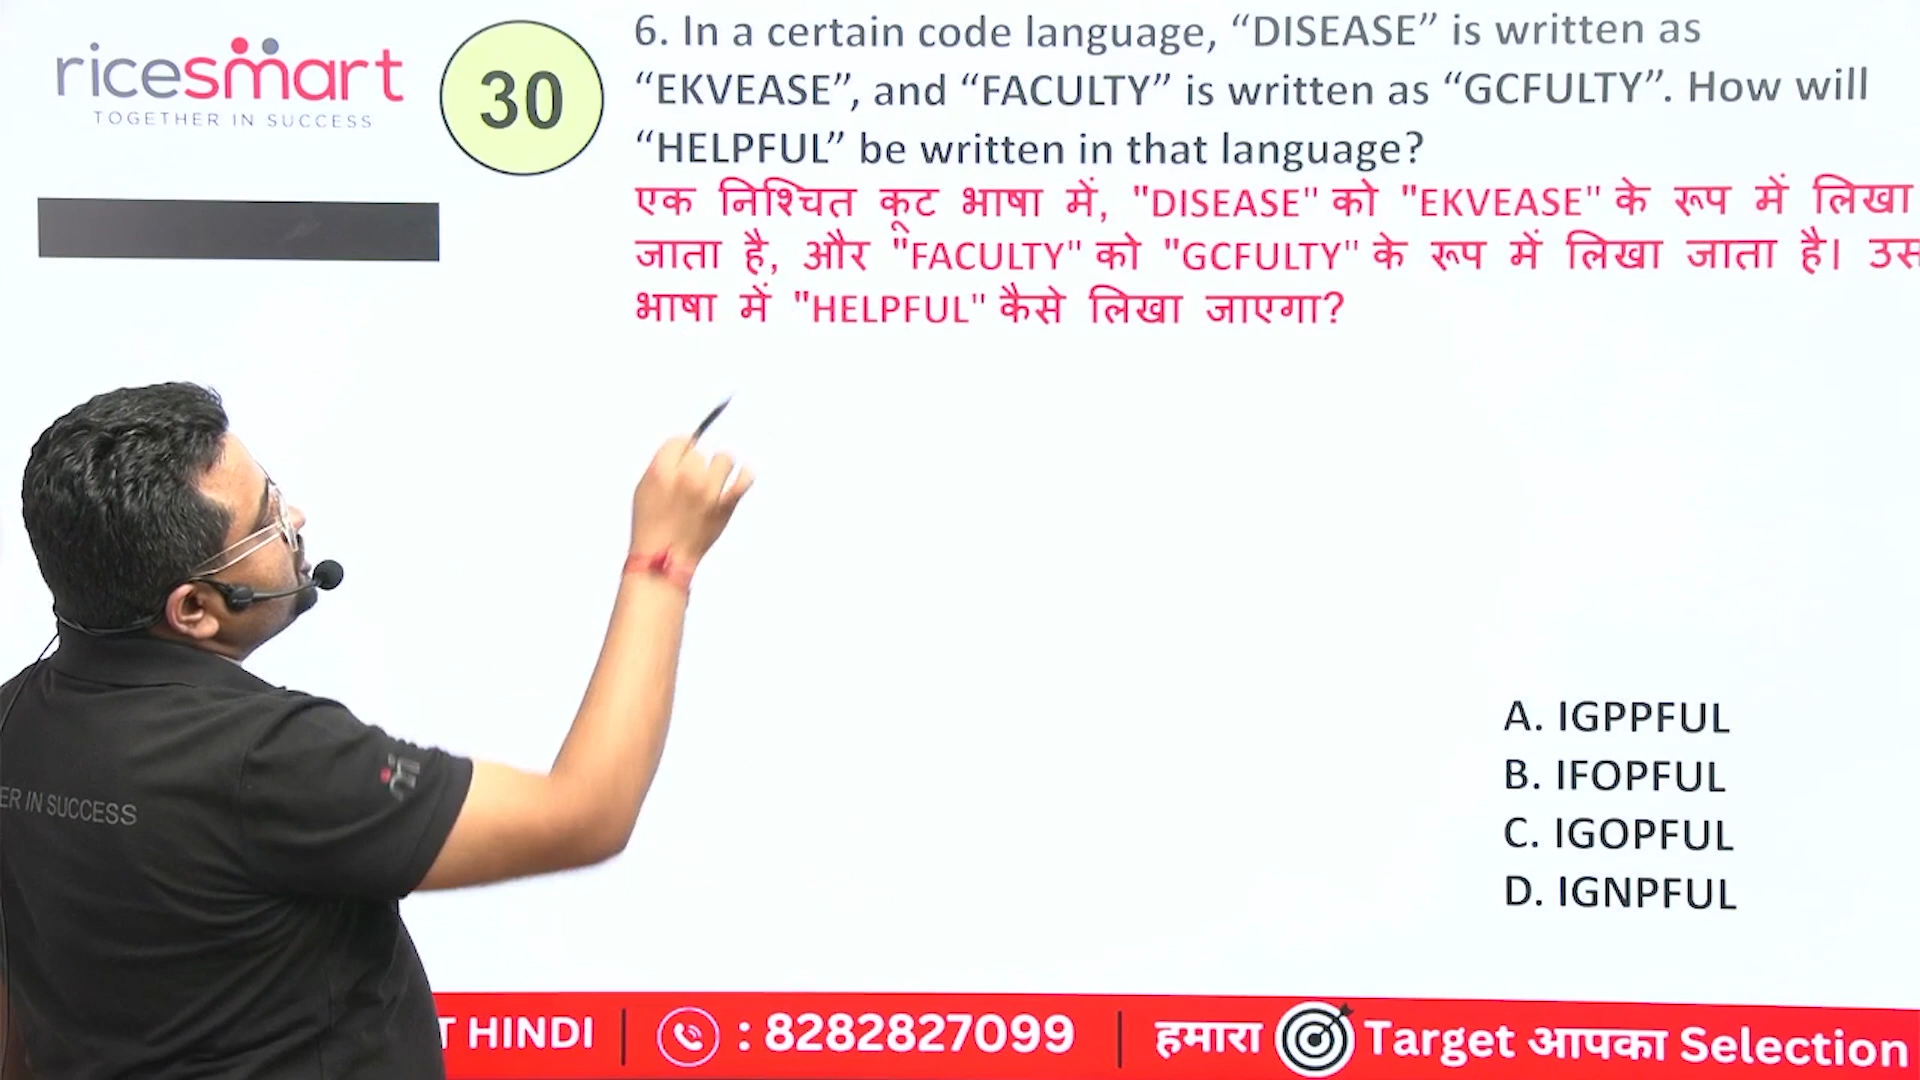 ricesmart
TOGETHER IN SUCCESS
30
6. In a certain code language, “DISEASE” is written as
“EKVEASE”, and “FACULTY” is written as “GCFULTY”. How will
“HELPFUL” be written in that language?
एक निश्चित कूट भाषा में, "DISEASE" को "EKVEASE" के रूप में लिखा
जाता है, और "FACULTY" को "GCFULTY" के रूप में लिखा जाता है। उस
भाषा में "HELPFUL" कैसे लिखा जाएगा?
A. IGPPFUL
B. IFOPFUL
C. IGOPFUL
D. IGNPFUL
ER IN SUCCESS
T HINDI | : 8282827099 | हमारा Target आपका Selection